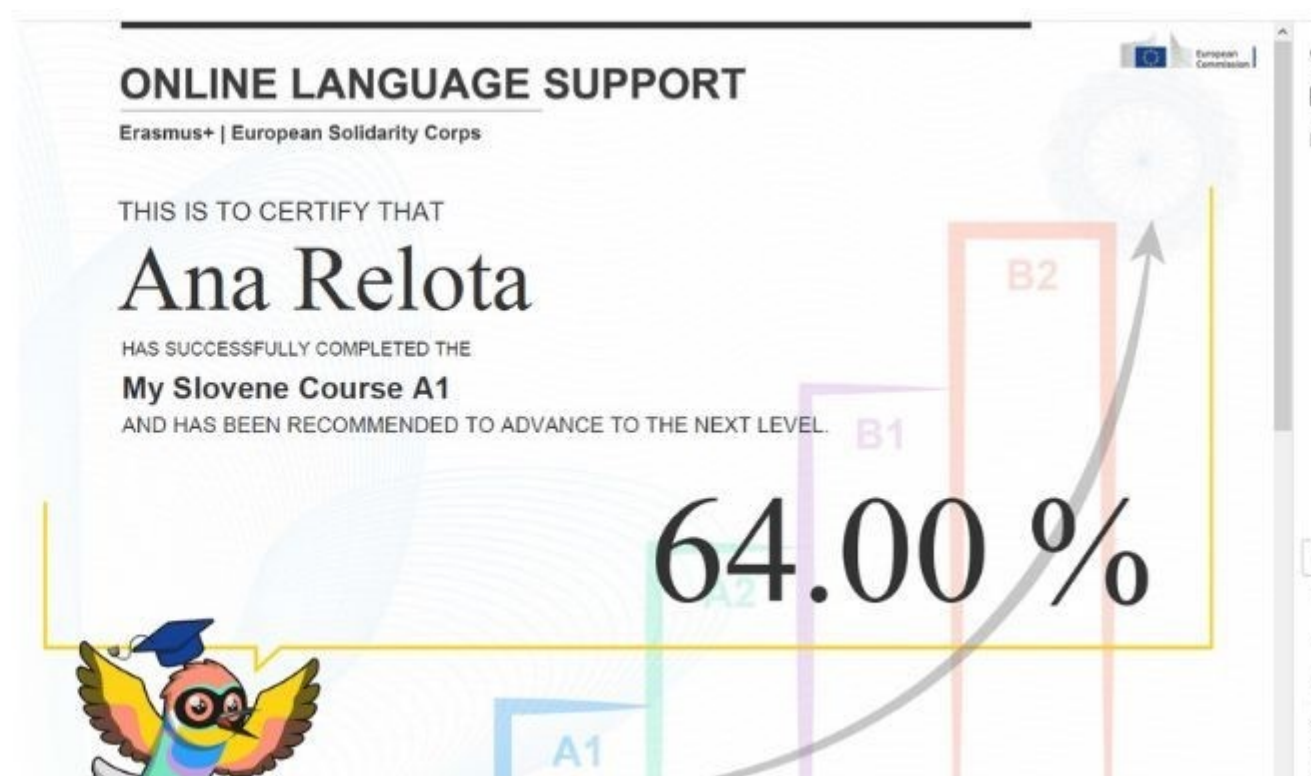 European
Commission
ONLINE LANGUAGE SUPPORT
Erasmus+ | European Solidarity Corps
THIS IS TO CERTIFY THAT
Ana Relota
HAS SUCCESSFULLY COMPLETED THE
My Slovene Course A1
AND HAS BEEN RECOMMENDED TO ADVANCE TO THE NEXT LEVEL.
B2
B1
64.00 %
A2
A1